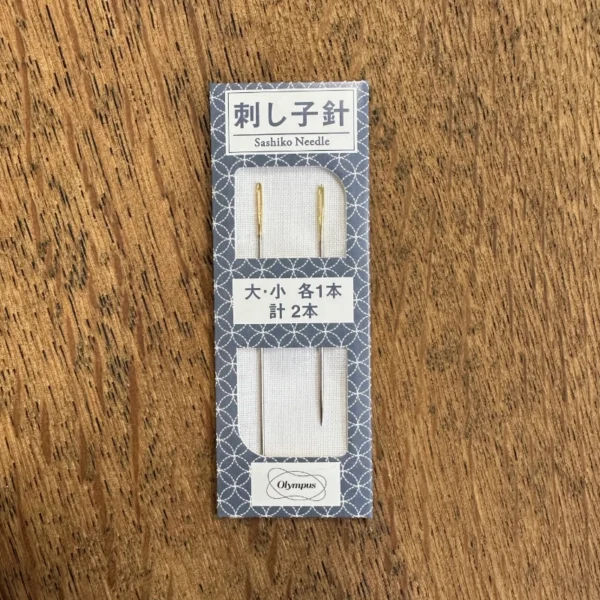 刺し子針
Sashiko Needle
大・小 各1本
計 2本
Olympus